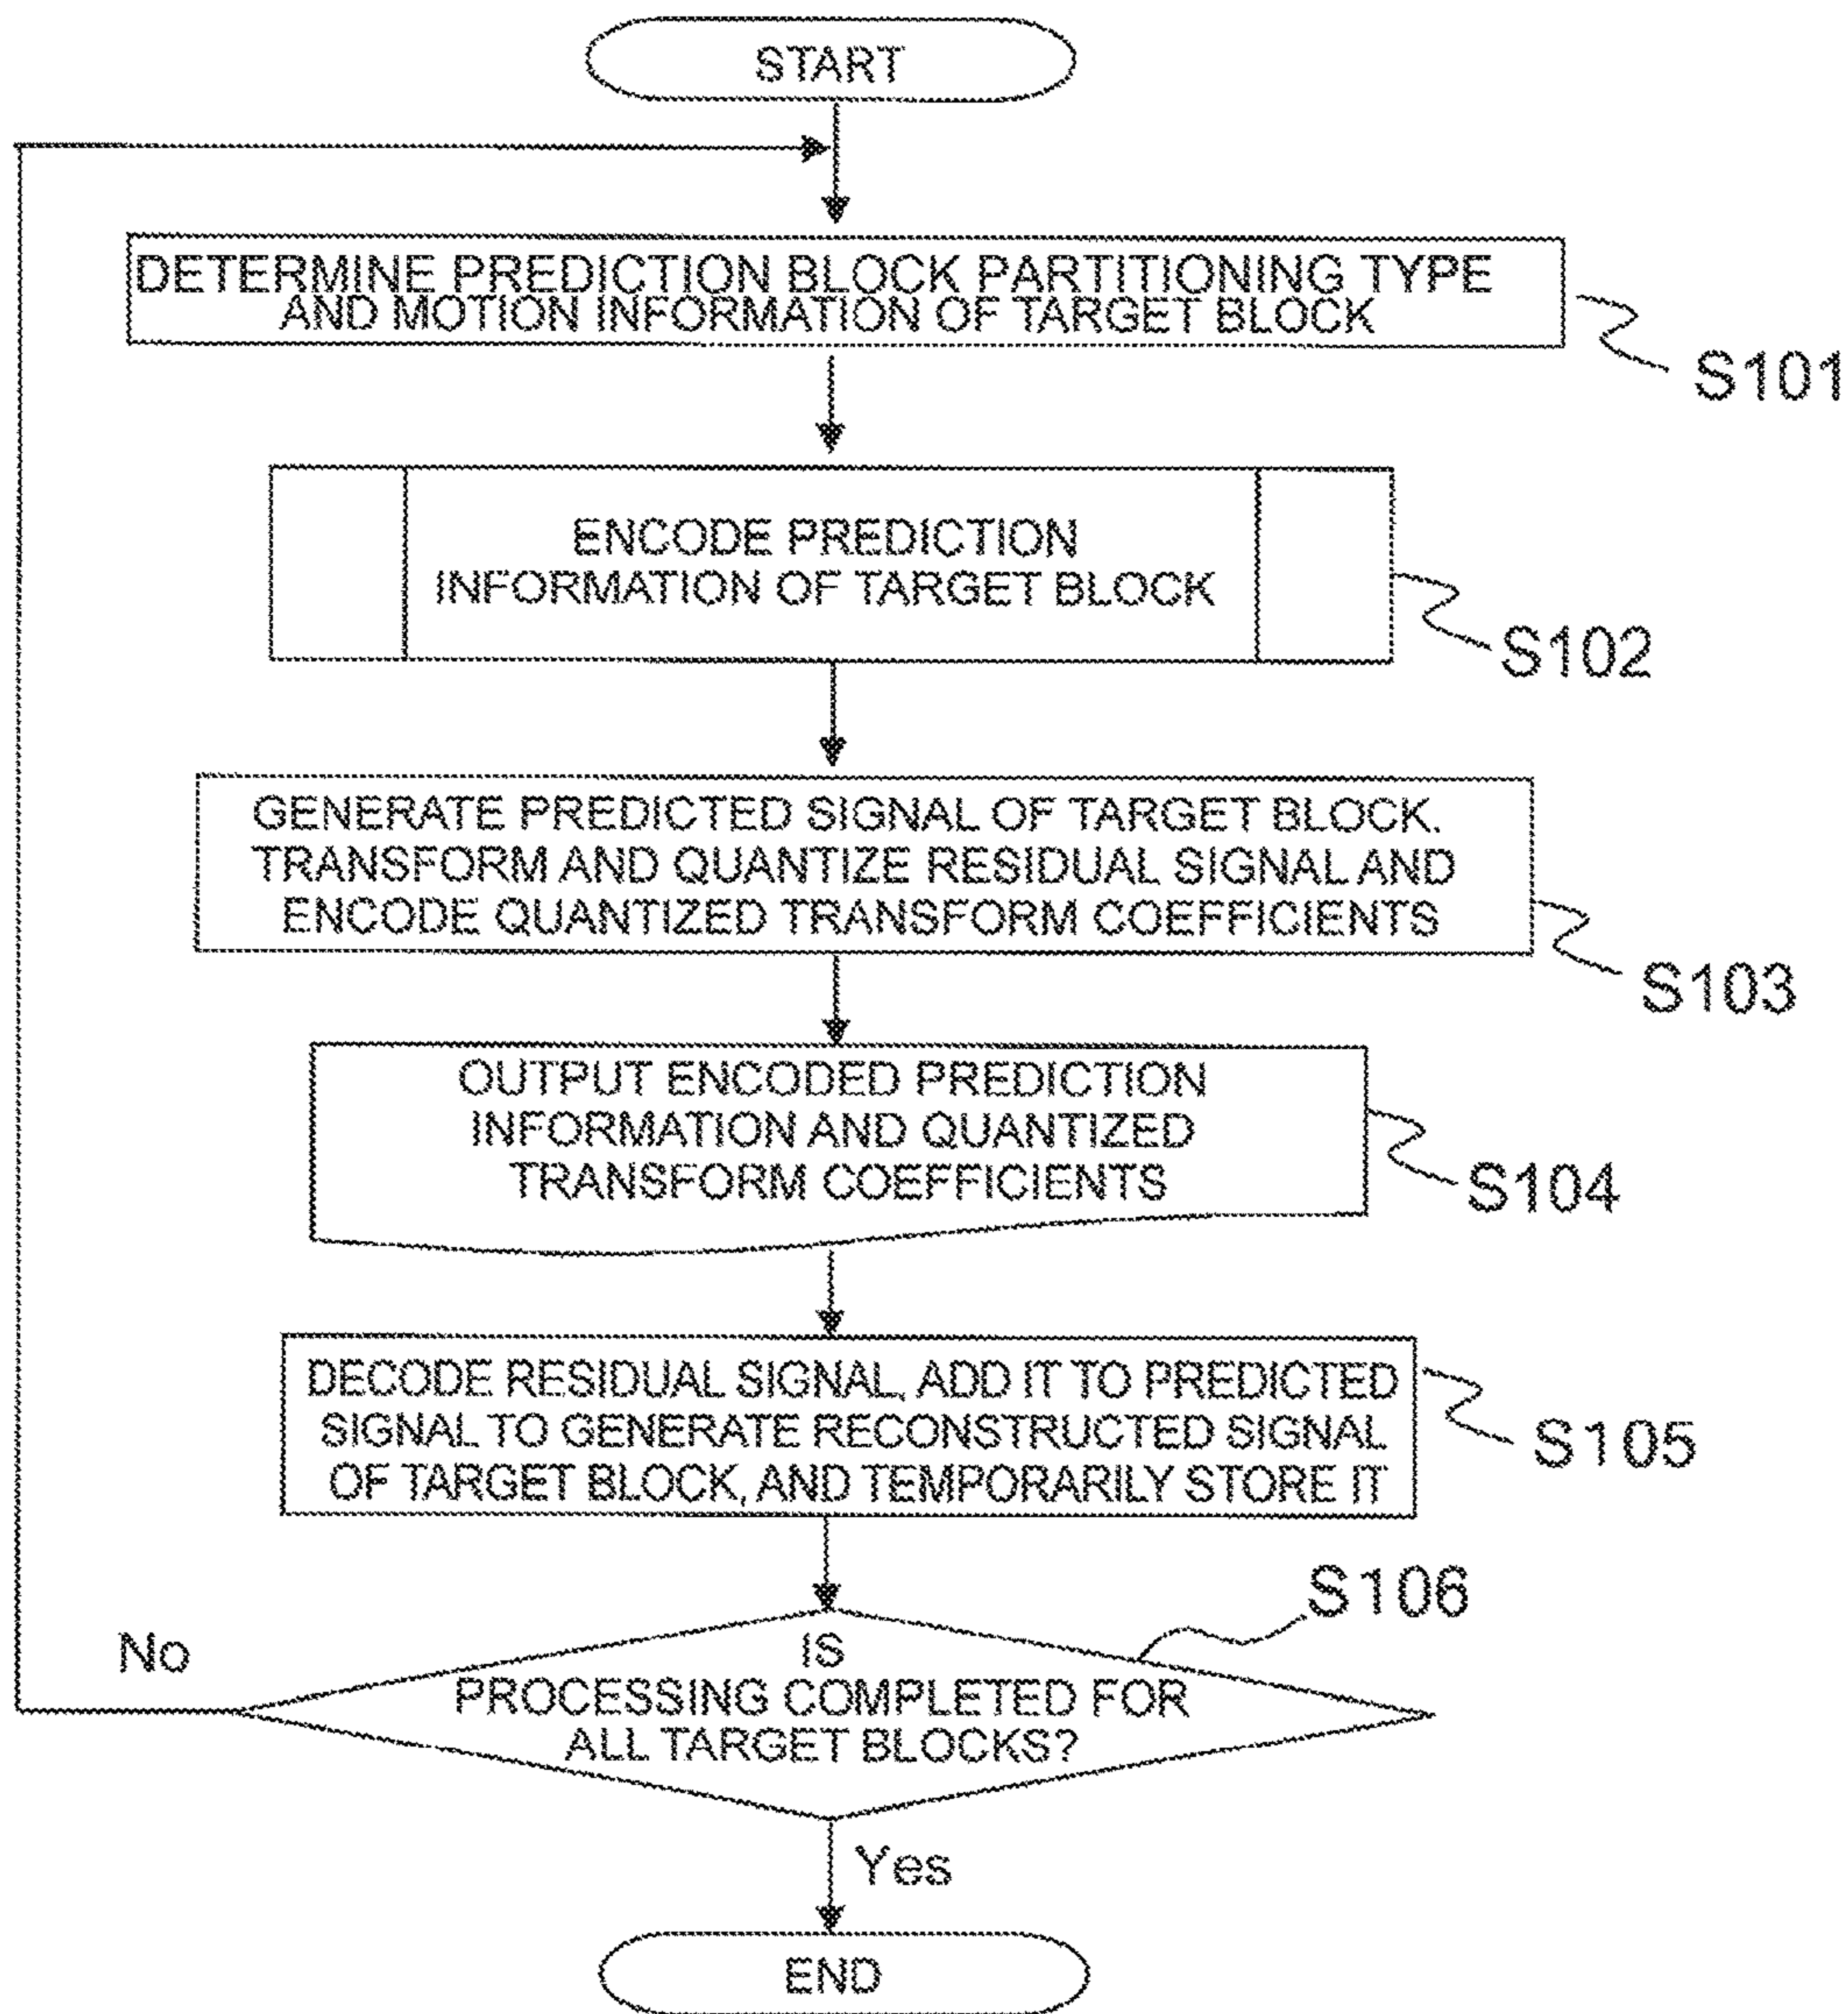 START
DETERMINE PREDICTION BLOCK PARTITIONING TYPE
AND MOTION INFORMATION OF TARGET BLOCK
S101
ENCODE PREDICTION
INFORMATION OF TARGET BLOCK
S102
GENERATE PREDICTED SIGNAL OF TARGET BLOCK.
TRANSFORM AND QUANTIZE RESIDUAL SIGNAL AND
ENCODE QUANTIZED TRANSFORM COEFFICIENTS
S103
OUTPUT ENCODED PREDICTION
INFORMATION AND QUANTIZED
TRANSFORM COEFFICIENTS
S104
DECODE RESIDUAL SIGNAL, ADD IT TO PREDICTED
SIGNAL TO GENERATE RECONSTRUCTED SIGNAL
OF TARGET BLOCK, AND TEMPORARILY STORE IT
S105
S106
No
IS
PROCESSING COMPLETED FOR
ALL TARGET BLOCKS?
Yes
END